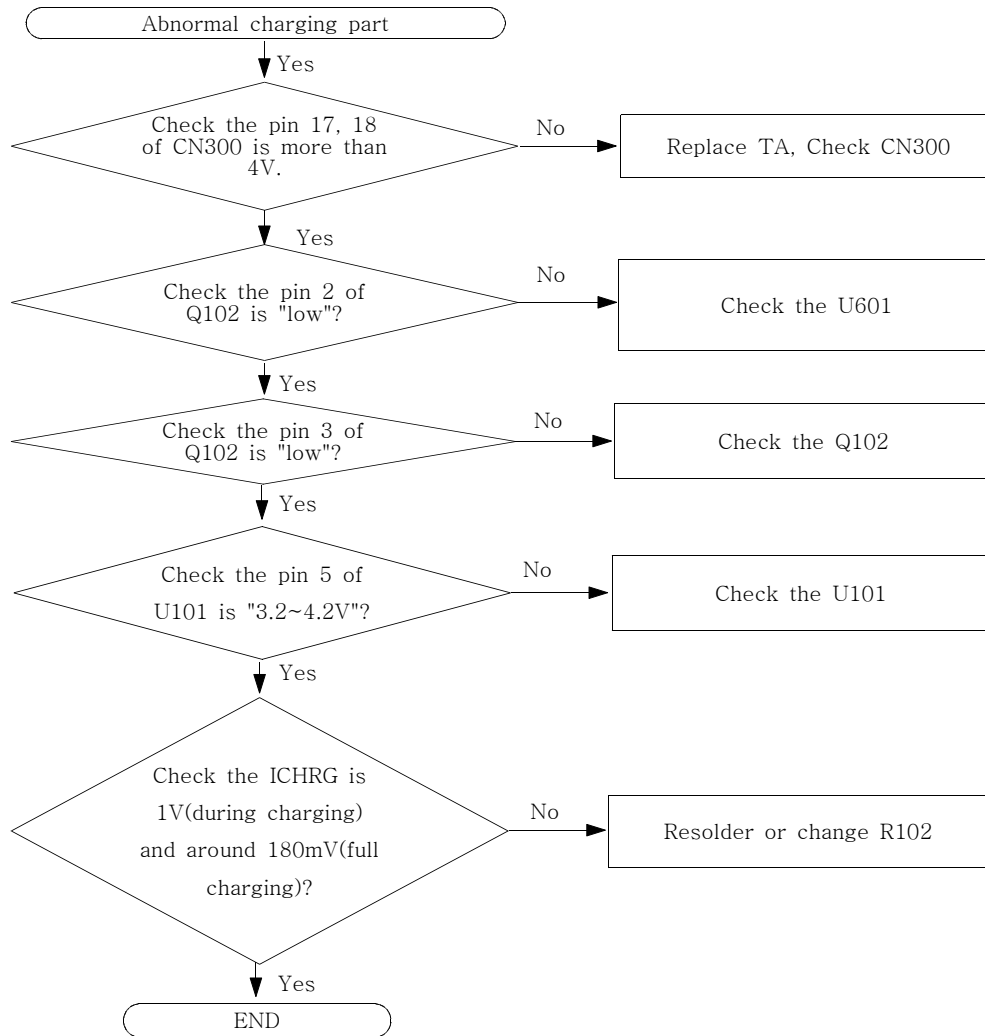 Abnormal charging part
Yes
Check the pin 17, 18
of CN300 is more than
4V.
No
Replace TA, Check CN300
Yes
Check the pin 2 of
Q102 is "low"?
No
Check the U601
Yes
Check the pin 3 of
Q102 is "low"?
No
Check the Q102
Yes
Check the pin 5 of
U101 is "3.2~4.2V"?
No
Check the U101
Yes
Check the ICHRG is
1V(during charging)
and around 180mV(full
charging)?
No
Resolder or change R102
Yes
END